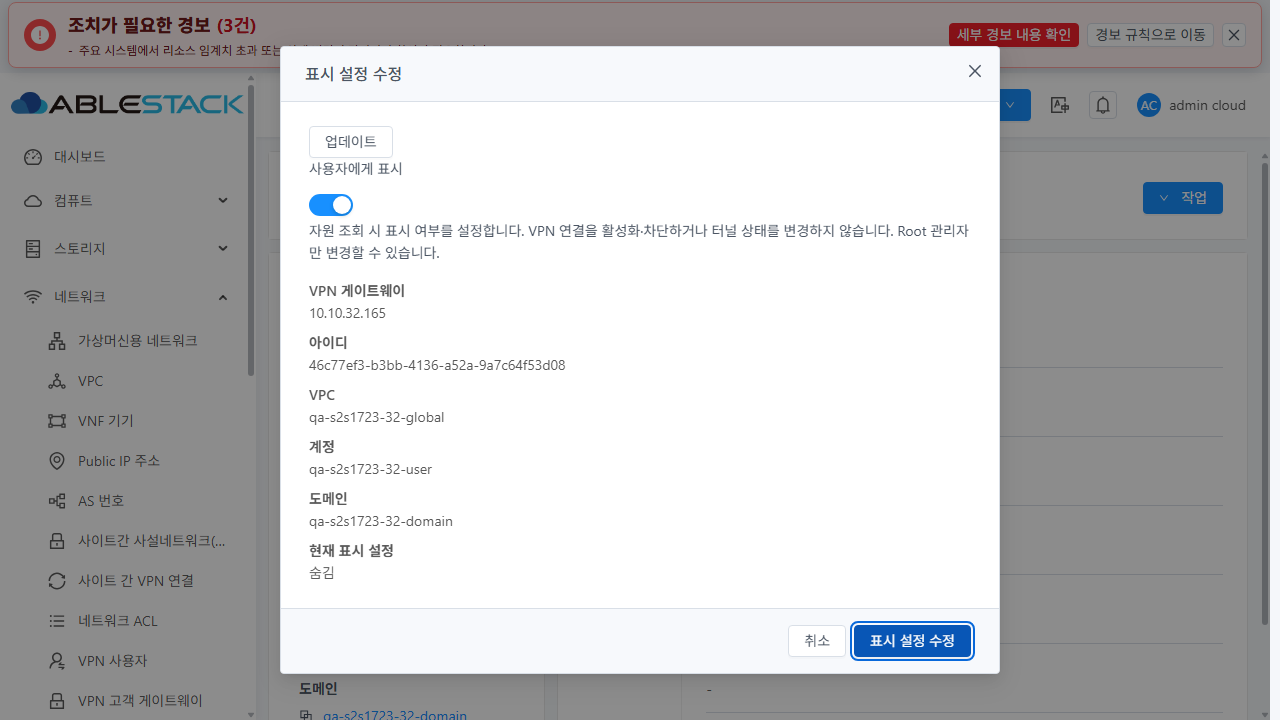 조치가 필요한 경보 (3건)
- 주요 시스템에서 리소스 임계치 초과 또는
세부 경보 내용 확인
경보 규칙으로 이동
ABLESTACK
AC
admin cloud
대시보드
컴퓨트
스토리지
네트워크
가상머신용 네트워크
VPC
VNF 기기
Public IP 주소
AS 번호
사이트간 사설네트워크(...
사이트 간 VPN 연결
네트워크 ACL
VPN 사용자
VPN 고객 게이트웨이
작업
표시 설정 수정
업데이트
사용자에게 표시
자원 조회 시 표시 여부를 설정합니다. VPN 연결을 활성화·차단하거나 터널 상태를 변경하지 않습니다. Root 관리자
만 변경할 수 있습니다.
VPN 게이트웨이
10.10.32.165
아이디
46c77ef3-b3bb-4136-a52a-9a7c64f53d08
VPC
qa-s2s1723-32-global
계정
qa-s2s1723-32-user
도메인
qa-s2s1723-32-domain
현재 표시 설정
숨김
취소
표시 설정 수정
도메인
qa-s2s1723-32-domain
-